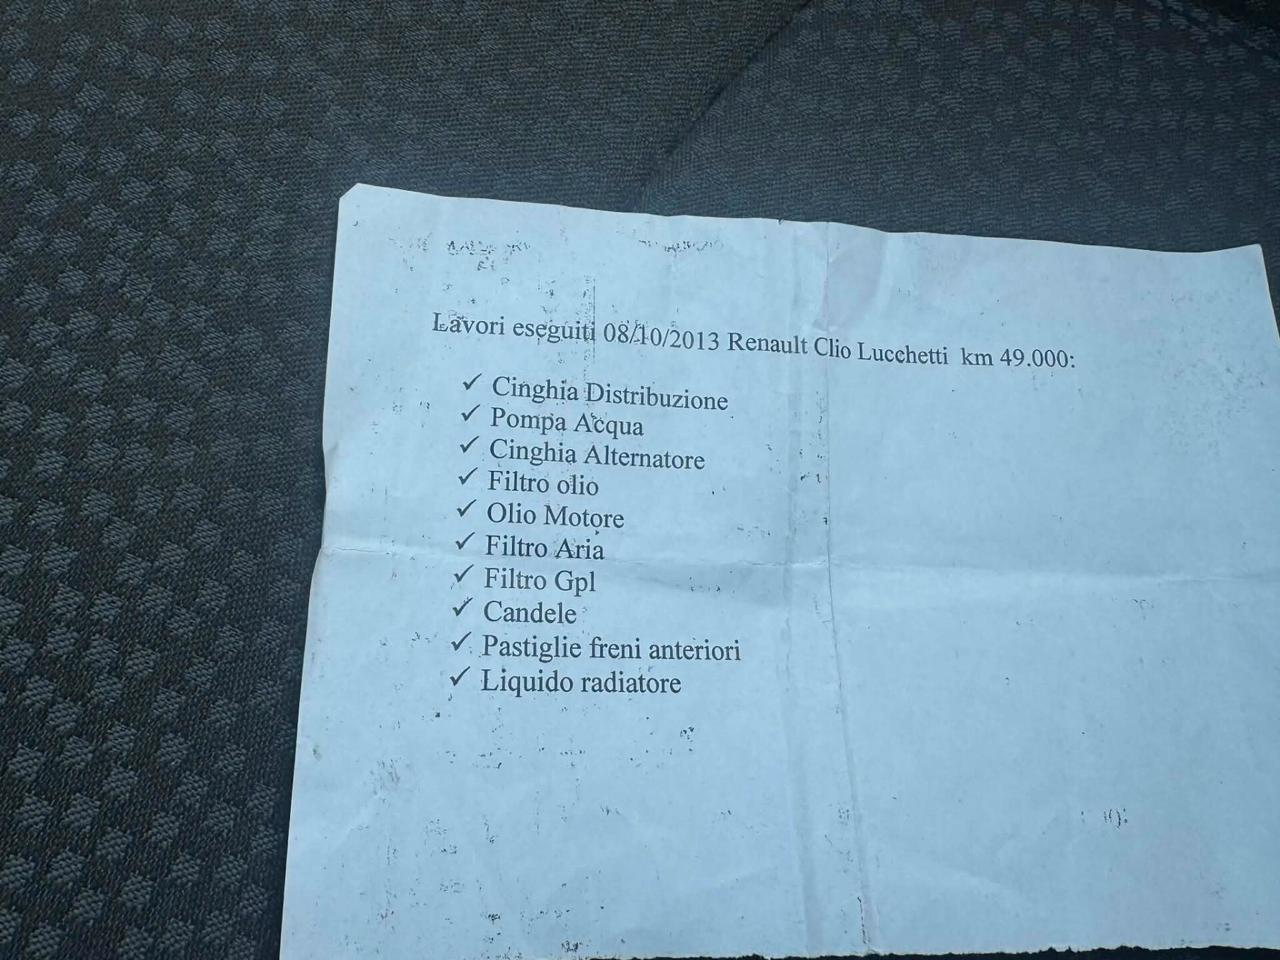 Lavori eseguiti 08/10/2013 Renault Clio Lucchetti km 49.000:
✓ Cinghia Distribuzione
✓ Pompa Acqua
✓ Cinghia Alternatore
✓ Filtro olio
✓ Olio Motore
✓ Filtro Aria
✓ Filtro Gpl
✓ Candele
✓ Pastiglie freni anteriori
✓ Liquido radiatore